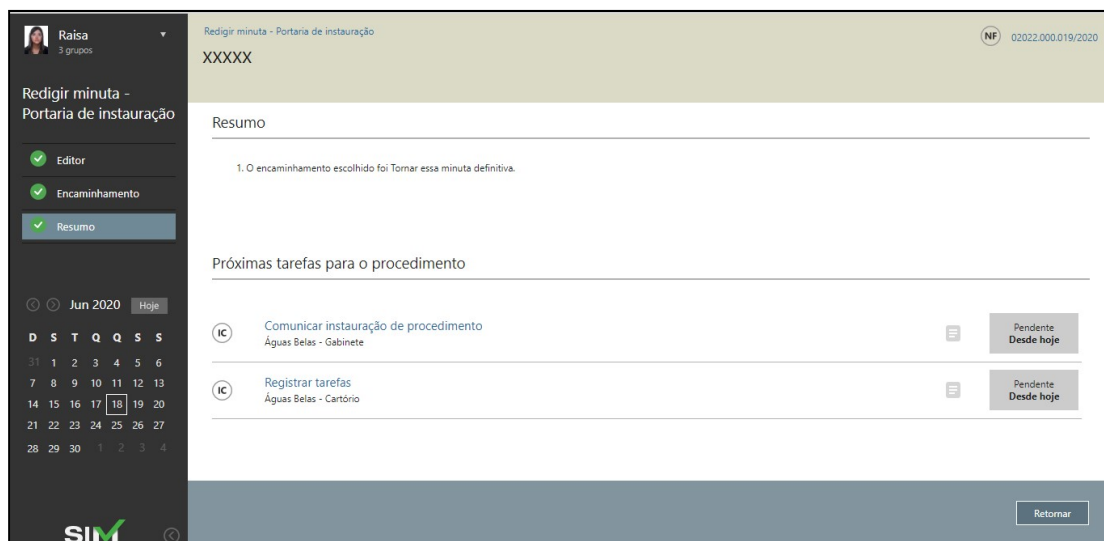 Raisa
3 grupos
Redigir minuta -
Portaria de instauração
Editor
Encaminhamento
Resumo
Jun 2020 Hoje
D S T Q Q S S
31 1 2 3 4 5 6
7 8 9 10 11 12 13
14 15 16 17 18 19 20
21 22 23 24 25 26 27
28 29 30 1 2 3 4
SIM
Redigir minuta - Portaria de instauração
XXXXX
NF 02022.000.019/2020
Resumo
1. O encaminhamento escolhido foi Tornar essa minuta definitiva.
Próximas tarefas para o procedimento
IC Comunicar instauração de procedimento
Águas Belas - Gabinete
Pendente
Desde hoje
IC Registrar tarefas
Águas Belas - Cartório
Pendente
Desde hoje
Retornar